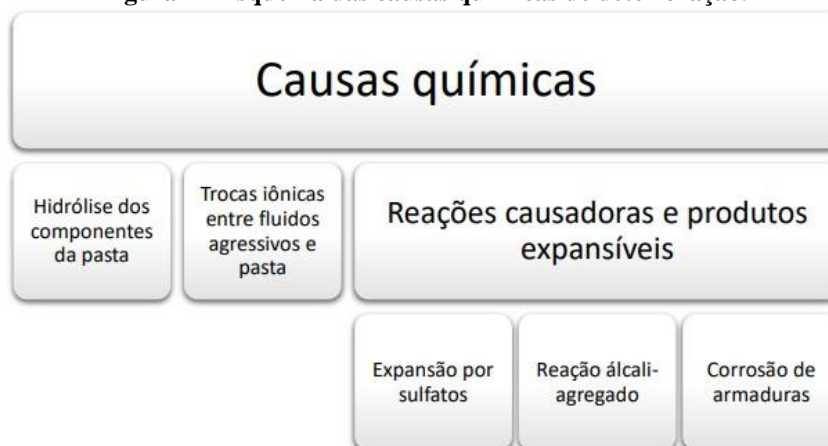 Causas químicas
Hidrólise dos
componentes
da pasta
Trocas iônicas
entre fluidos
agressivos e
pasta
Reações causadoras e produtos
expansíveis
Expansão por
sulfatos
Reação álcali-
agregado
Corrosão de
armaduras